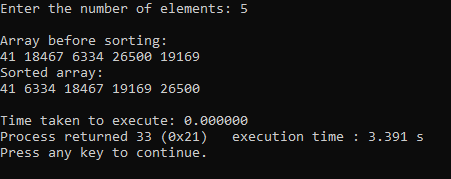 Enter the number of elements: 5
Array before sorting:
41 18467 6334 26500 19169
Sorted array:
41 6334 18467 19169 26500
Time taken to execute: 0.000000
Process returned 33 (0x21)   execution time : 3.391 s
Press any key to continue.